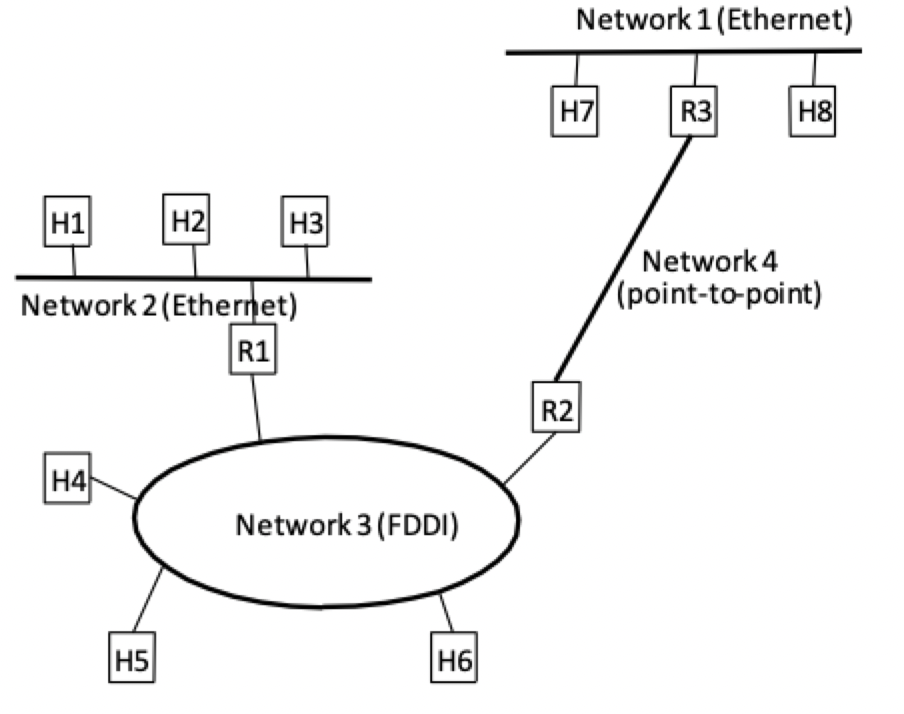 Network 1 (Ethernet)
H7
R3
H8
H1
H2
H3
Network 2 (Ethernet)
R1
Network 4
(point-to-point)
R2
H4
Network 3 (FDDI)
H5
H6